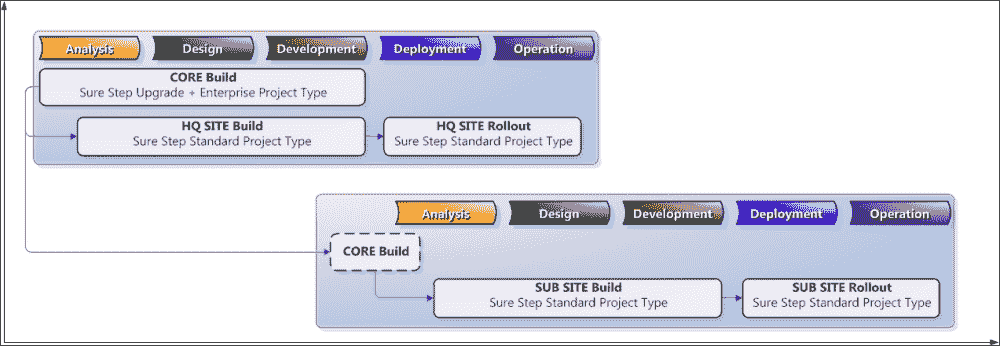 Analysis
Design
Development
Deployment
Operation
CORE Build
Sure Step Upgrade + Enterprise Project Type
HQ SITE Build
Sure Step Standard Project Type
HQ SITE Rollout
Sure Step Standard Project Type
Analysis
Design
Development
Deployment
Operation
CORE Build
SUB SITE Build
Sure Step Standard Project Type
SUB SITE Rollout
Sure Step Standard Project Type